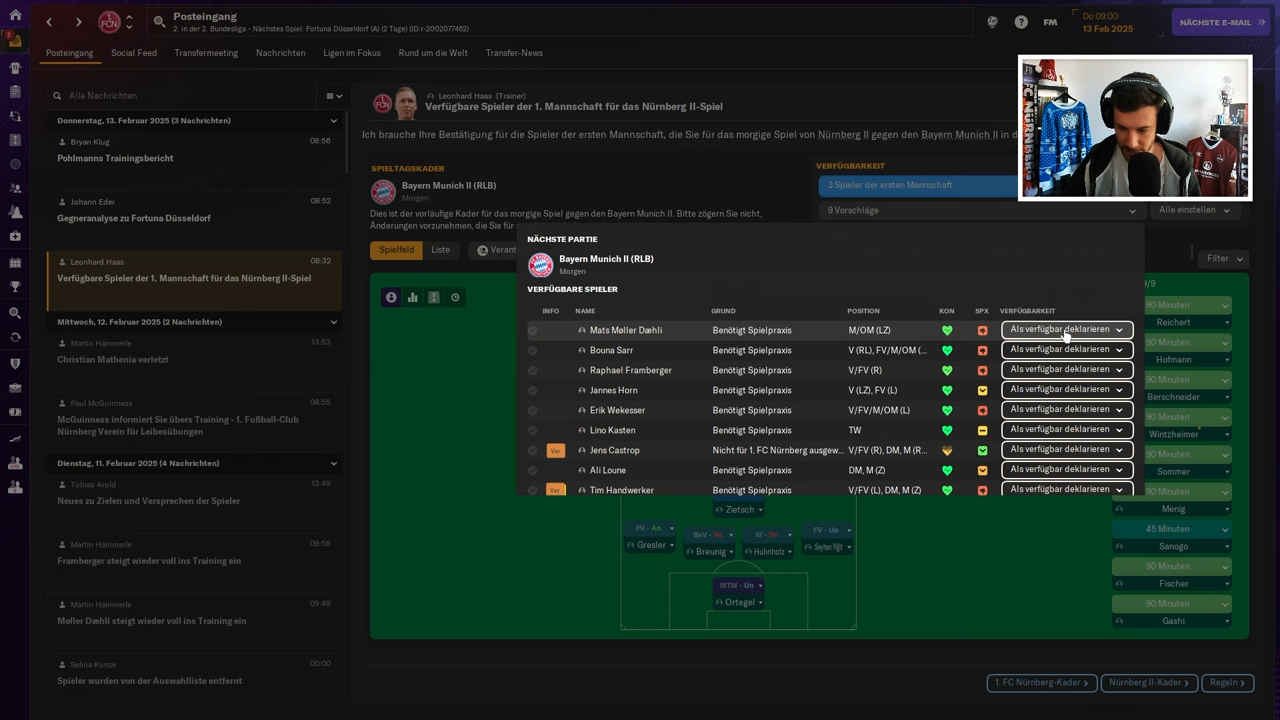 Posteingang
2. in der 2. Bundesliga - Nächstes Spiel: Fortuna Düsseldorf (A) (2 Tage) (ID:r-2002077462)
FM
Do 09:00
13 Feb 2025
NÄCHSTE E-MAIL
Posteingang
Social Feed
Transfermeeting
Nachrichten
Ligen im Fokus
Rund um die Welt
Transfer-News
Alle Nachrichten
Donnerstag, 13. Februar 2025 (3 Nachrichten)
Bryan Klug
08:56
Pohlmanns Trainingsbericht
Johann Eder
08:52
Gegneranalyse zu Fortuna Düsseldorf
Leonhard Haas
08:32
Verfügbare Spieler der 1. Mannschaft für das Nürnberg II-Spiel
Mittwoch, 12. Februar 2025 (2 Nachrichten)
Martin Hämmerle
13:53
Christian Mathenia verletzt
Paul McGuinness
08:55
McGuinness informiert Sie übers Training - 1. Fußball-Club
Nürnberg Verein für Leibesübungen
Dienstag, 11. Februar 2025 (4 Nachrichten)
Tobias Arold
13:49
Neues zu Zielen und Versprechen der Spieler
Martin Hämmerle
09:58
Framberger steigt wieder voll ins Training ein
Martin Hämmerle
09:49
Møller Dæhli steigt wieder voll ins Training ein
Selina Kunze
00:00
Spieler wurden von der Auswahlliste entfernt
Leonhard Haas (Trainer)
Verfügbare Spieler der 1. Mannschaft für das Nürnberg II-Spiel
Ich brauche Ihre Bestätigung für die Spieler der ersten Mannschaft, die Sie für das morgige Spiel von Nürnberg II gegen den Bayern Munich II in d
SPIELTAGSKADER
Bayern Munich II (RLB)
Morgen
Dies ist der vorläufige Kader für das morgige Spiel gegen den Bayern Munich II. Bitte zögern Sie nicht,
Änderungen vorzunehmen, die Sie für
VERFÜGBARKEIT
3 Spieler der ersten Mannschaft
9 Vorschläge
Alle einstellen
Spielfeld
Liste
Verant
Filter
NÄCHSTE PARTIE
Bayern Munich II (RLB)
Morgen
VERFÜGBARE SPIELER
INFO NAME GRUND POSITION KON SPX VERFÜGBARKEIT
Mats Møller Dæhli Benötigt Spielpraxis M/OM (LZ) Als verfügbar deklarieren
Bouna Sarr Benötigt Spielpraxis V (RL), FV/M/OM (... Als verfügbar deklarieren
Raphael Framberger Benötigt Spielpraxis V/FV (R) Als verfügbar deklarieren
Jannes Horn Benötigt Spielpraxis V (LZ), FV (L) Als verfügbar deklarieren
Erik Wekesser Benötigt Spielpraxis V/FV/M/OM (L) Als verfügbar deklarieren
Lino Kasten Benötigt Spielpraxis TW Als verfügbar deklarieren
Ver Jens Castrop Nicht für 1. FC Nürnberg ausgew... V/FV (R), DM, M (R... Als verfügbar deklarieren
Ali Loune Benötigt Spielpraxis DM, M (Z) Als verfügbar deklarieren
Ver Tim Handwerker Benötigt Spielpraxis V/FV (L), DM, M (Z) Als verfügbar deklarieren
Zietsch
FV - An
Gresler
BsV - Ve
Breunig
IV - Ve
Huhnholz
FV - Un
Seyhan Yiğit
MTW - Un
Ortegel
9/9
90 Minuten
Reichert
90 Minuten
Hofmann
90 Minuten
Berschneider
90 Minuten
Wintzheimer
90 Minuten
Sommer
90 Minuten
Menig
45 Minuten
Sanogo
90 Minuten
Fischer
90 Minuten
Gashi
1. FC Nürnberg-Kader
Nürnberg II-Kader
Regeln